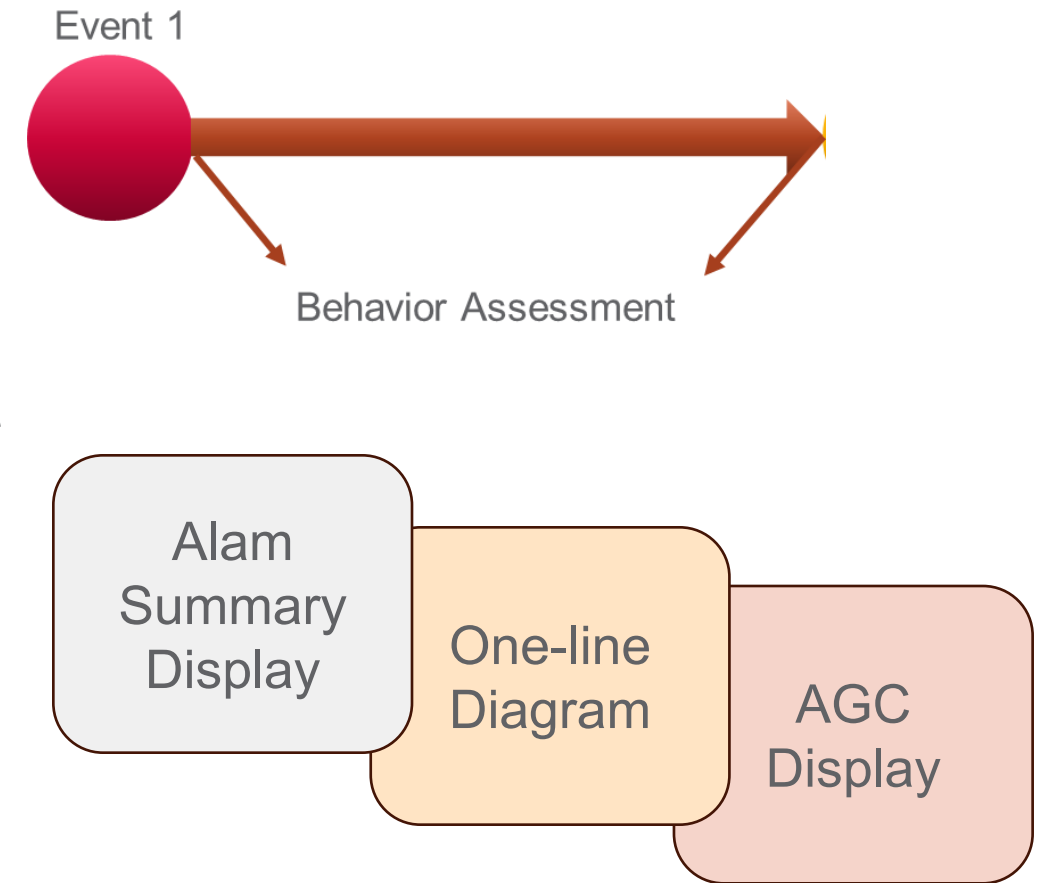 Event 1
Behavior Assessment
Alam
Summary
Display
One-line
Diagram
AGC
Display